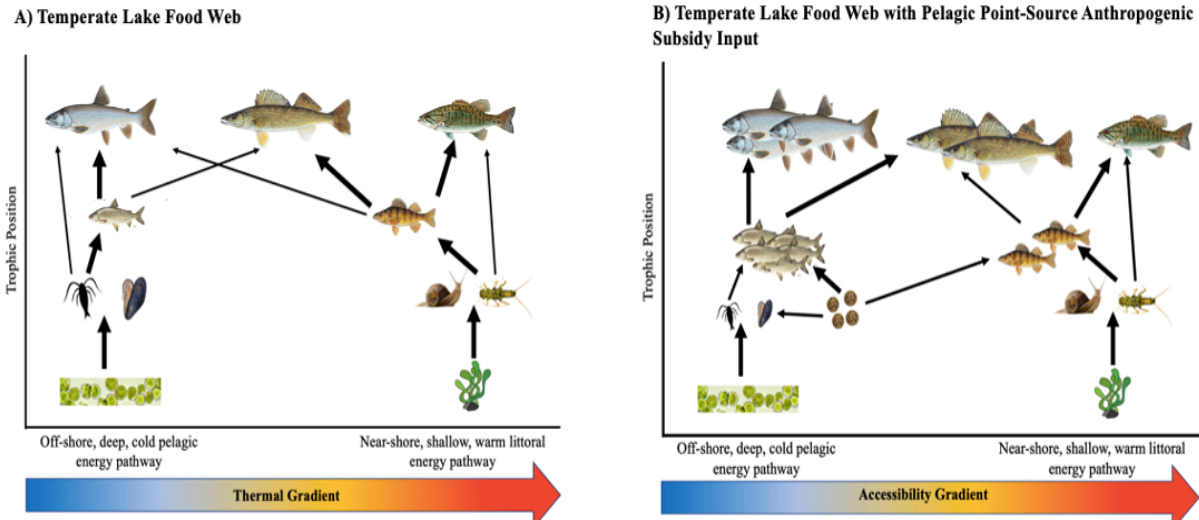 A) Temperate Lake Food Web
Trophic Position
Off-shore, deep, cold pelagic
energy pathway
Near-shore, shallow, warm littoral
energy pathway
Thermal Gradient
B) Temperate Lake Food Web with Pelagic Point-Source Anthropogenic
Subsidy Input
Trophic Position
Off-shore, deep, cold pelagic
energy pathway
Near-shore, shallow, warm littoral
energy pathway
Accessibility Gradient